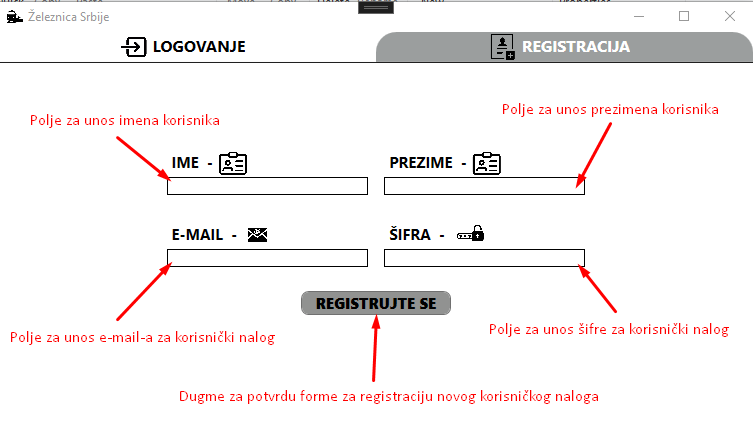 Železnica Srbije
LOGOVANJE
REGISTRACIJA
Polje za unos imena korisnika
Polje za unos prezimena korisnika
IME -
PREZIME -
E-MAIL -
ŠIFRA -
REGISTRUJTE SE
Polje za unos e-mail-a za korisnički nalog
Polje za unos šifre za korisnički nalog
Dugme za potvrdu forme za registraciju novog korisničkog naloga